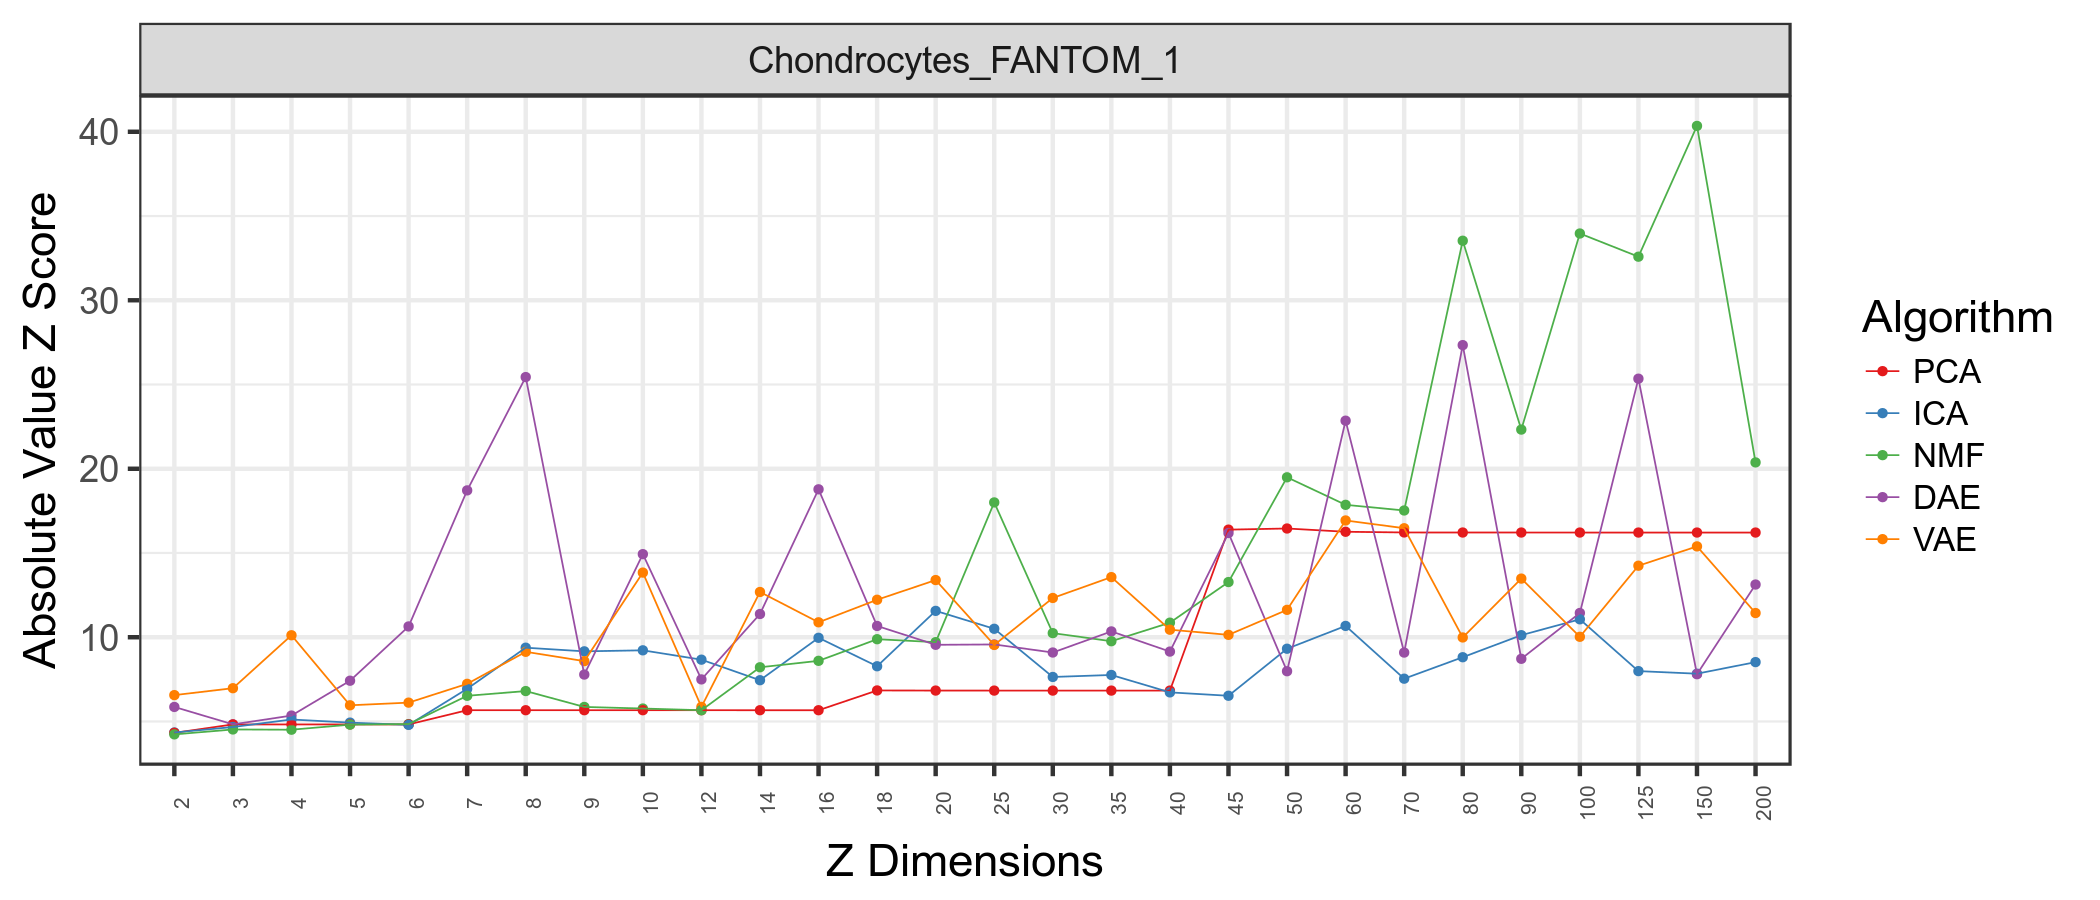 Chondrocytes_FANTOM_1
Absolute Value Z Score
40
30
20
10
2 3 4 5 6 7 8 9 10 12 14 16 18 20 25 30 35 40 45 50 60 70 80 90 100 125 150 200
Z Dimensions
Algorithm
PCA
ICA
NMF
DAE
VAE